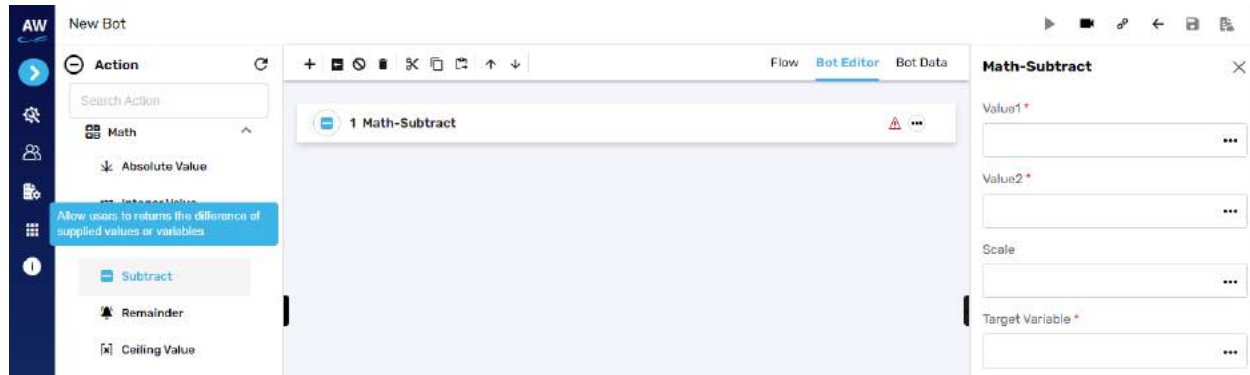 AW
New Bot
Action
Search Action
Math
Absolute Value
Integer Value
Allow users to returns the difference of
supplied values or variables
Subtract
Remainder
Ceiling Value
Flow
Bot Editor
Bot Data
1 Math-Subtract
Math-Subtract
Value1 *
Value2 *
Scale
Target Variable *